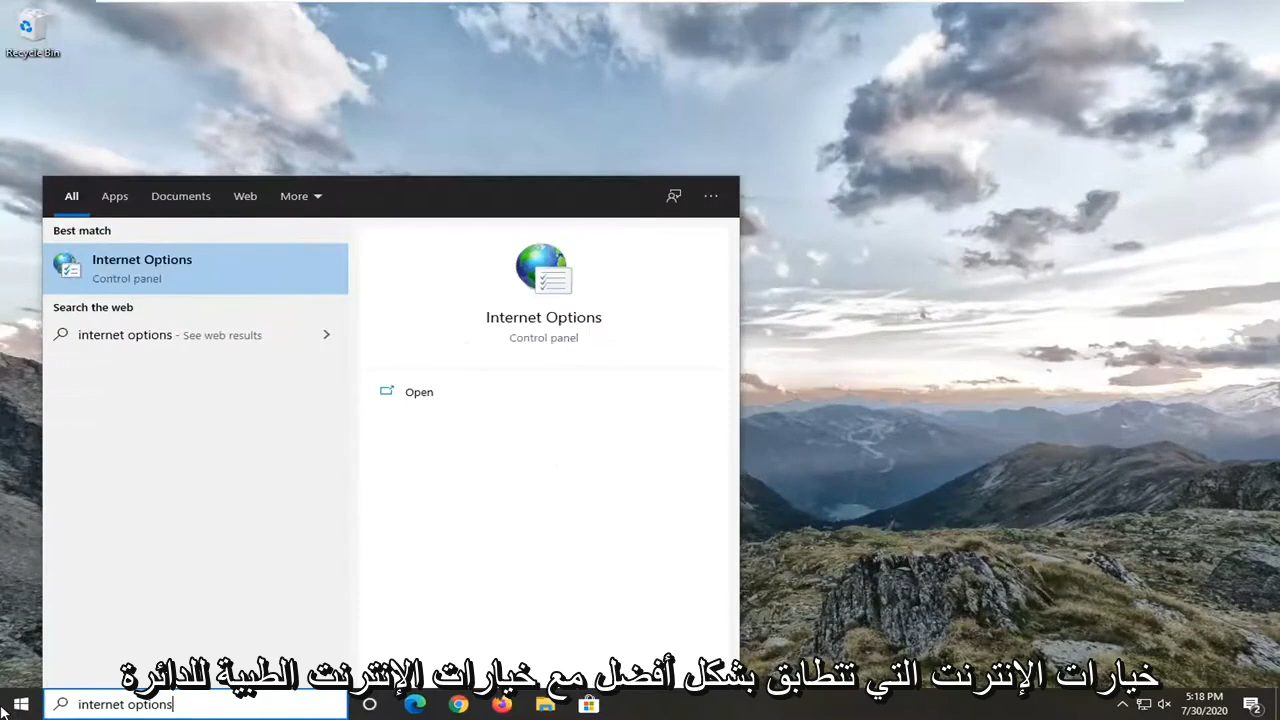 Recycle Bin
All
Apps
Documents
Web
More
Best match
Internet Options
Control panel
Search the web
internet options - See web results
Internet Options
Control panel
Open
خيارات الإنترنت التي تتطابق بشكل أفضل مع خيارات الإنترنت الطبية للدائرة
internet options
5:18 PM
7/30/2020
2